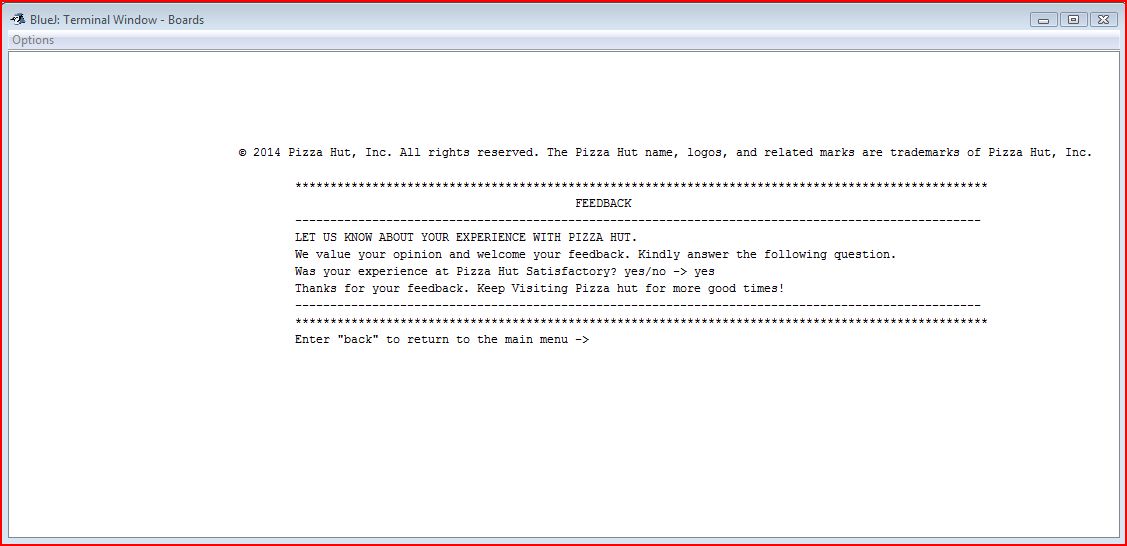 BlueJ: Terminal Window - Boards
Options
© 2014 Pizza Hut, Inc. All rights reserved. The Pizza Hut name, logos, and related marks are trademarks of Pizza Hut, Inc.
***************************************************************************************************
FEEDBACK
--------------------------------------------------------------------------------------------------
LET US KNOW ABOUT YOUR EXPERIENCE WITH PIZZA HUT.
We value your opinion and welcome your feedback. Kindly answer the following question.
Was your experience at Pizza Hut Satisfactory? yes/no -> yes
Thanks for your feedback. Keep Visiting Pizza hut for more good times!
--------------------------------------------------------------------------------------------------
***************************************************************************************************
Enter "back" to return to the main menu ->